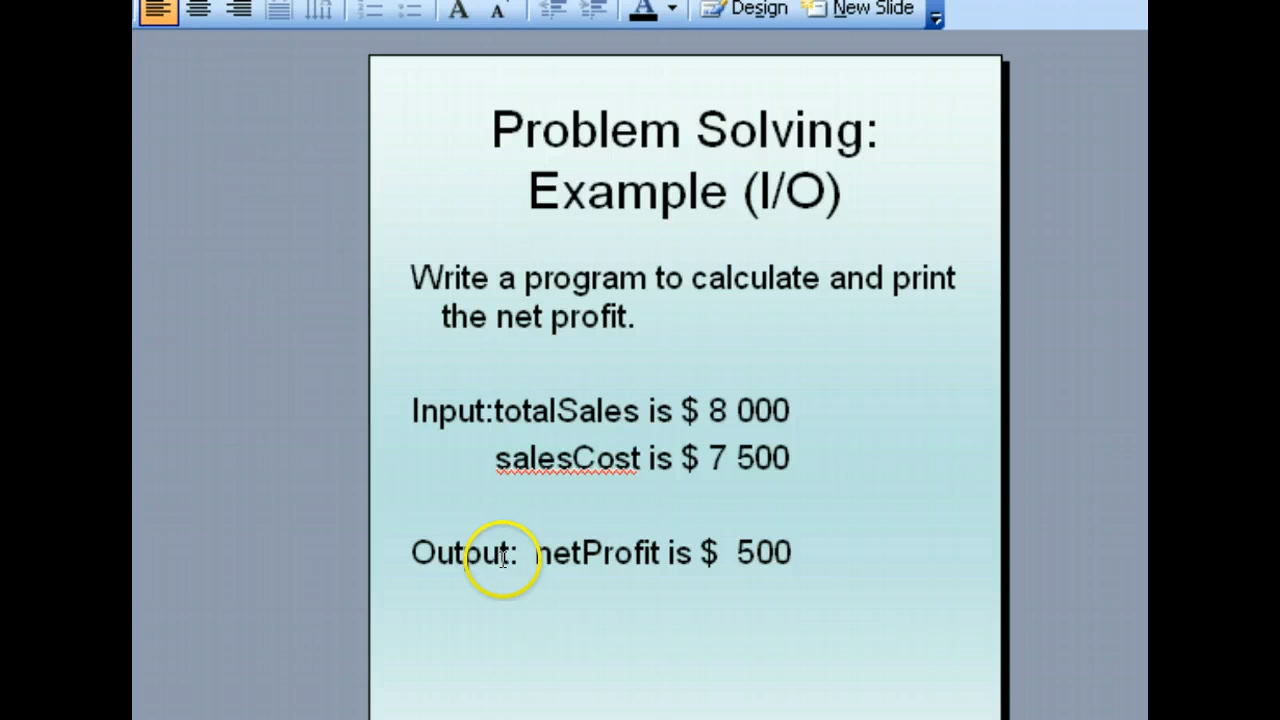 A A A Design New Slide
Problem Solving:
Example (I/O)
Write a program to calculate and print
the net profit.
Input:totalSales is $ 8 000
salesCost is $ 7 500
Output: netProfit is $ 500